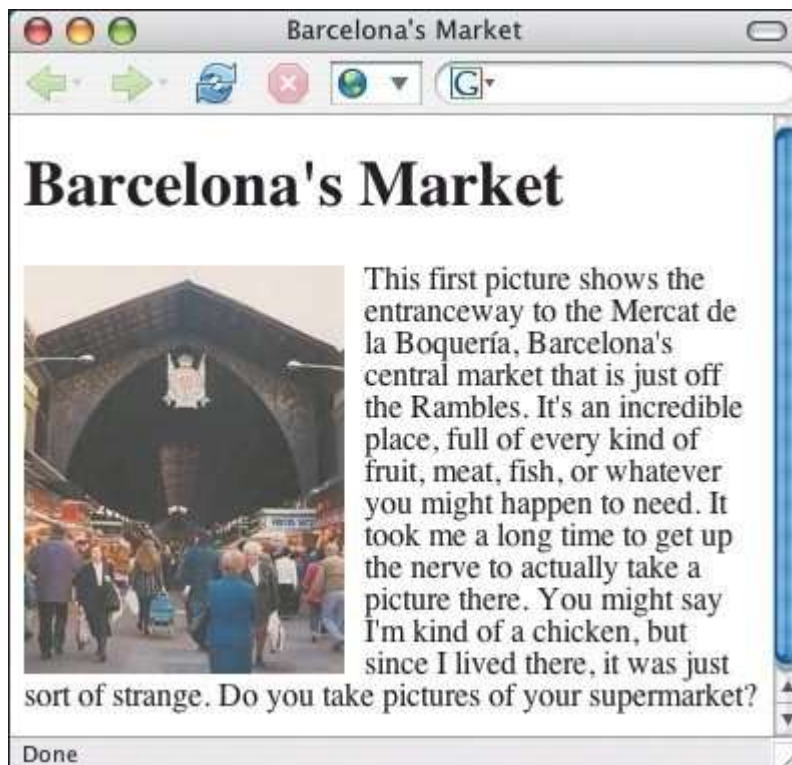 Barcelona's Market
G
Barcelona's Market
This first picture shows the
entranceway to the Mercat de
la Boquería, Barcelona's
central market that is just off
the Rambles. It's an incredible
place, full of every kind of
fruit, meat, fish, or whatever
you might happen to need. It
took me a long time to get up
the nerve to actually take a
picture there. You might say
I'm kind of a chicken, but
since I lived there, it was just
sort of strange. Do you take pictures of your supermarket?
Done